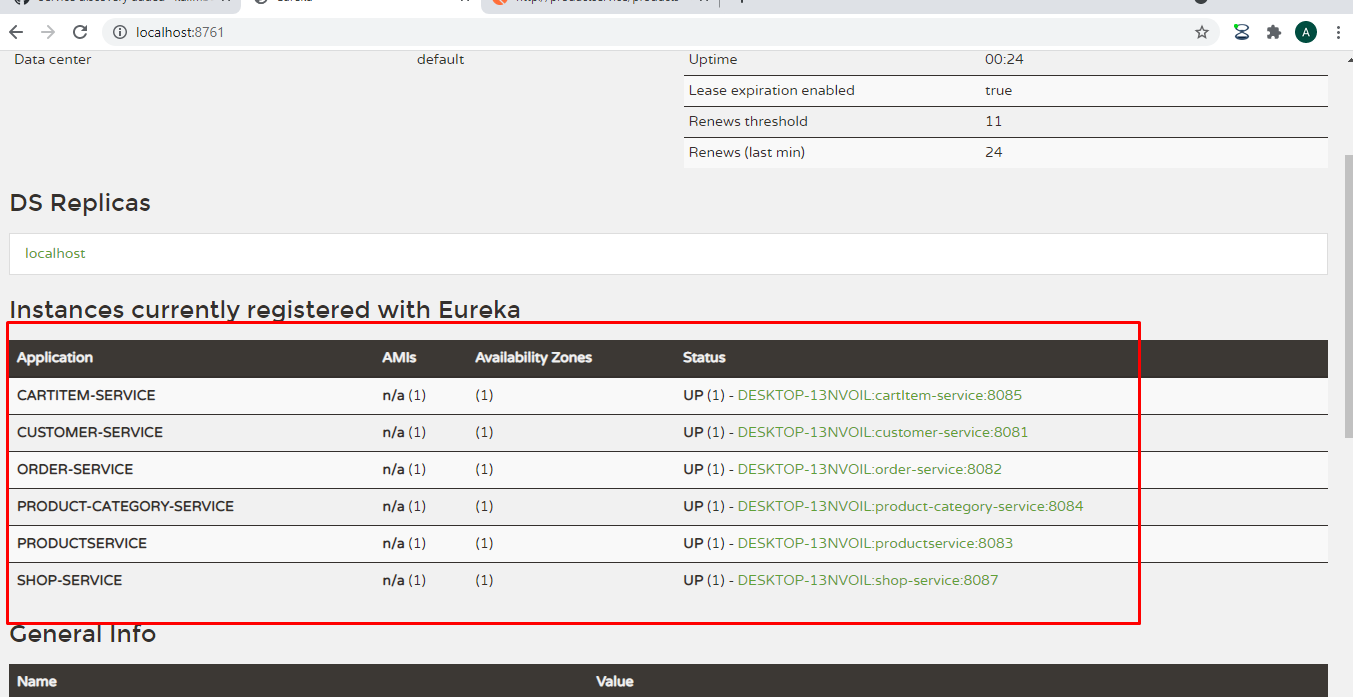 localhost:8761
A
Data center default
Uptime 00:24
Lease expiration enabled true
Renews threshold 11
Renews (last min) 24
DS Replicas
localhost
Instances currently registered with Eureka
Application AMIs Availability Zones Status
CARTITEM-SERVICE n/a (1) (1) UP (1) - DESKTOP-13NVOIL:cartItem-service:8085
CUSTOMER-SERVICE n/a (1) (1) UP (1) - DESKTOP-13NVOIL:customer-service:8081
ORDER-SERVICE n/a (1) (1) UP (1) - DESKTOP-13NVOIL:order-service:8082
PRODUCT-CATEGORY-SERVICE n/a (1) (1) UP (1) - DESKTOP-13NVOIL:product-category-service:8084
PRODUCTSERVICE n/a (1) (1) UP (1) - DESKTOP-13NVOIL:productservice:8083
SHOP-SERVICE n/a (1) (1) UP (1) - DESKTOP-13NVOIL:shop-service:8087
General Info
Name Value